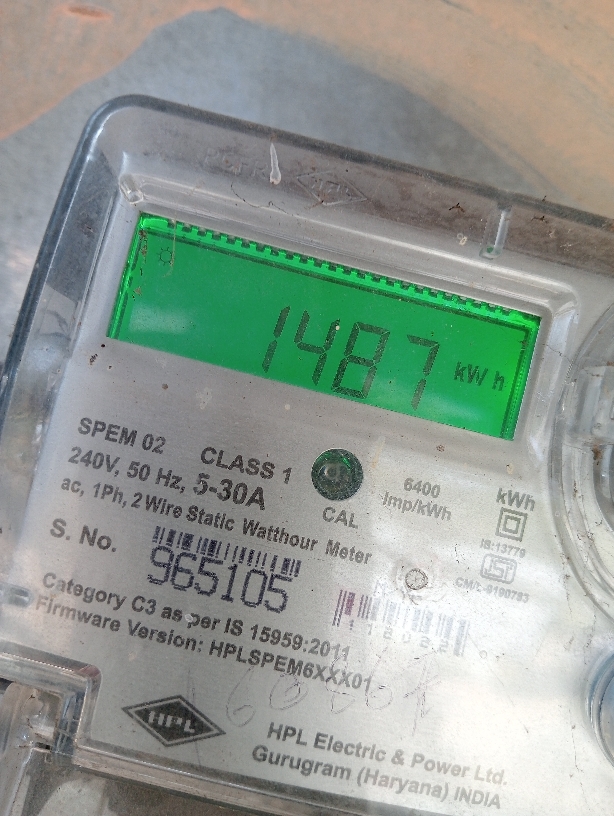 1487 kWh
SPEM 02 CLASS 1
240V, 50 Hz, 5-30A
ac, 1Ph, 2 Wire Static Watthour Meter
CAL
6400
Imp/kWh
kWh
IS:13779
S. No.
965105
Category C3 as per IS 15959:2011
Firmware Version: HPLSPEM6XXX01
HPL
HPL Electric & Power Ltd.
Gurugram (Haryana) INDIA